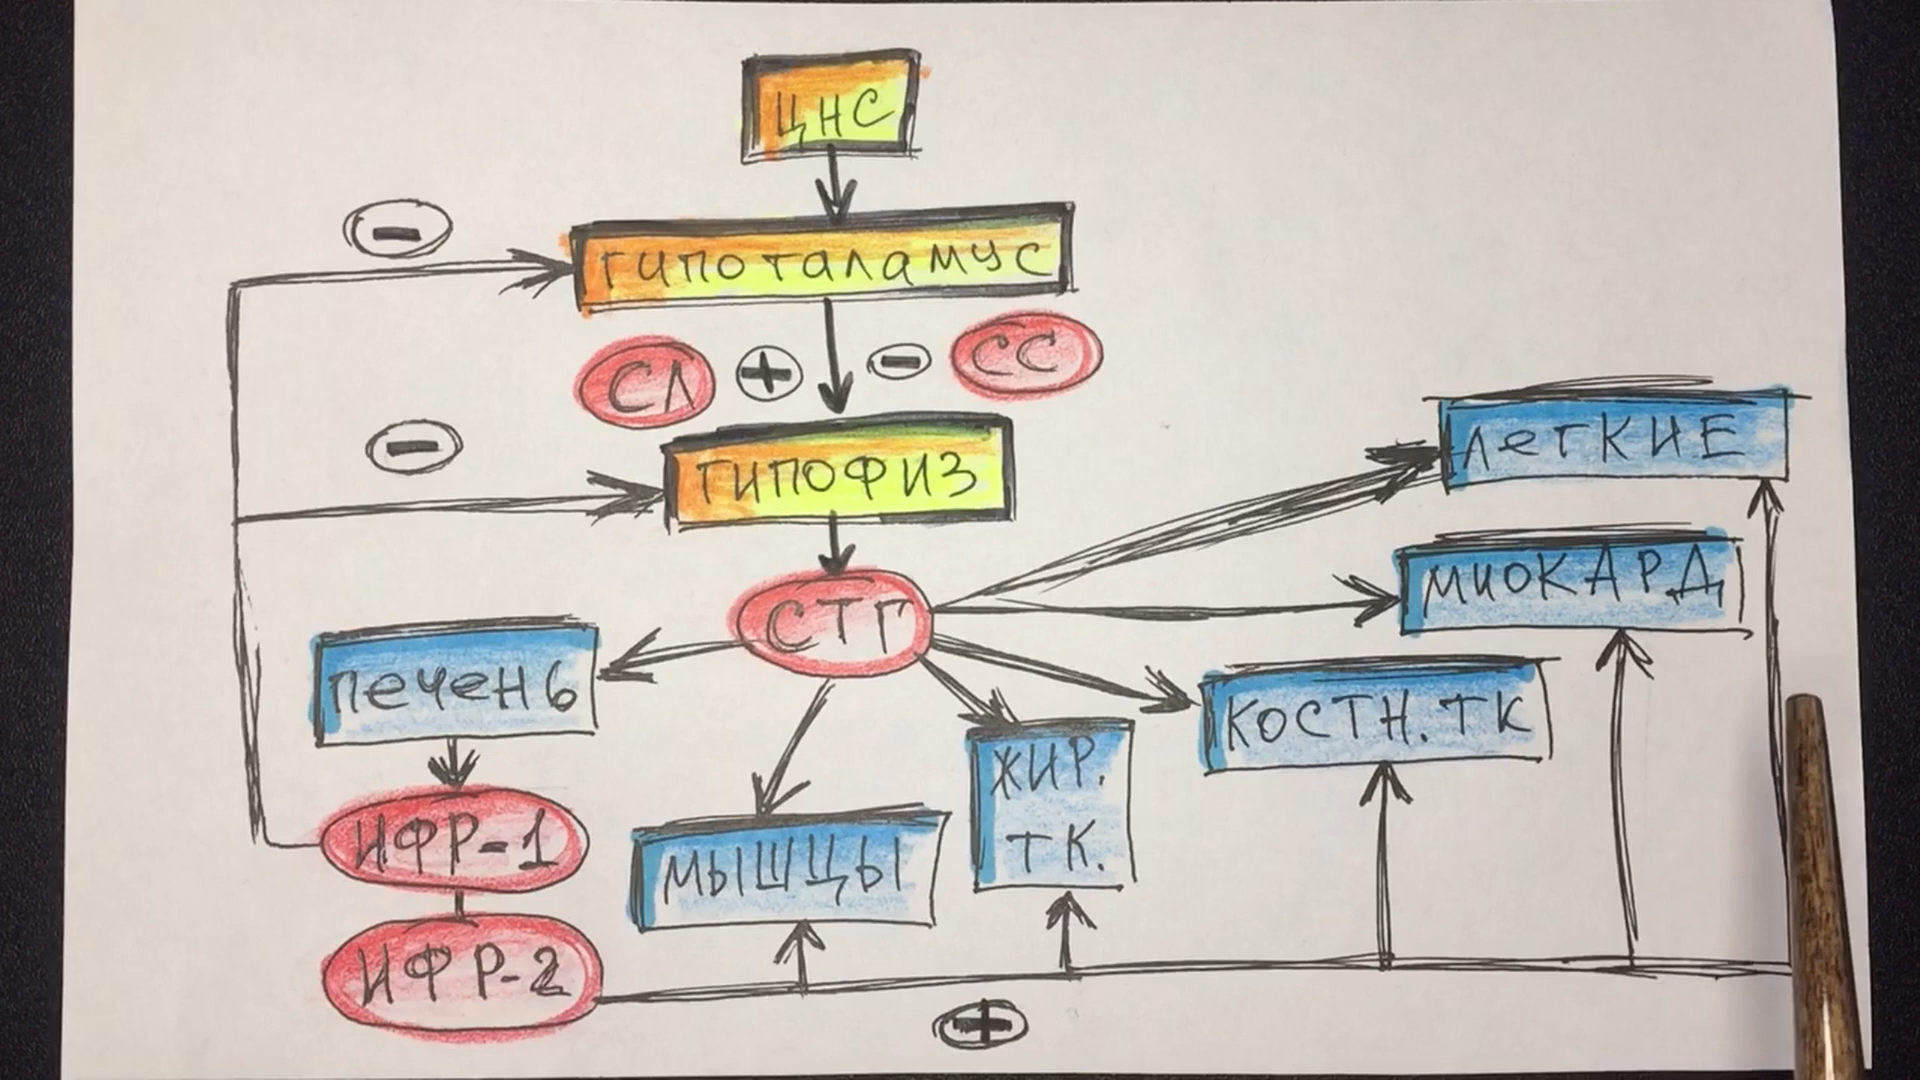 ЦНС
−
гипоталамус
СЛ + − СС
−
гипофиз
легкие
миокард
СТГ
печень
костн. тк
жир.
тк.
ИФР-1
мышцы
ИФР-2
+